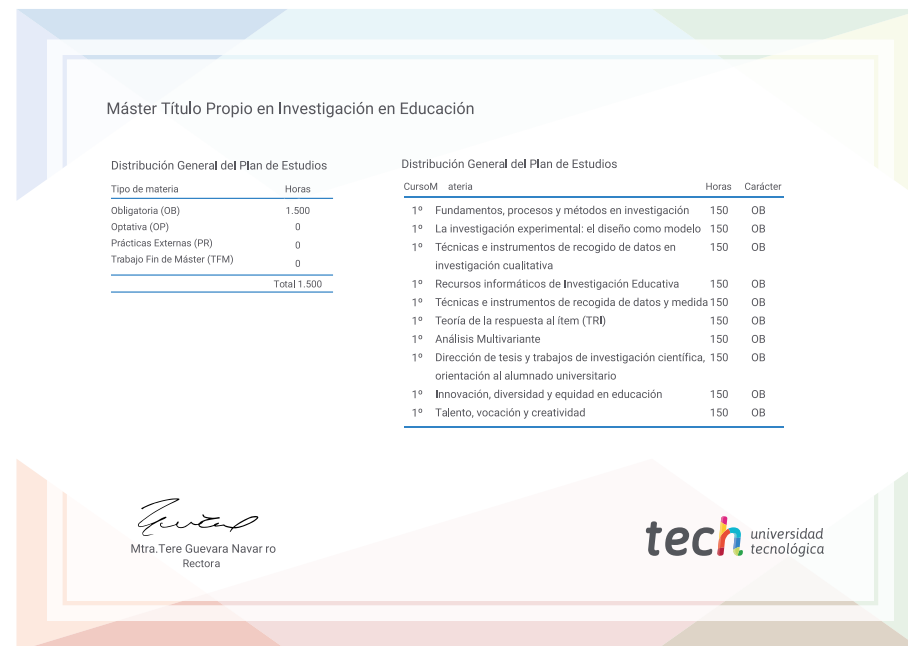 Máster Título Propio en Investigación en Educación
Distribución General del Plan de Estudios
Tipo de materia Horas
Obligatoria (OB) 1.500
Optativa (OP) 0
Prácticas Externas (PR) 0
Trabajo Fin de Máster (TFM) 0
Total 1.500
Distribución General del Plan de Estudios
CursoM ateria Horas Carácter
1º Fundamentos, procesos y métodos en investigación 150 OB
1º La investigación experimental: el diseño como modelo 150 OB
1º Técnicas e instrumentos de recogido de datos en 150 OB
investigación cualitativa
1º Recursos informáticos de Investigación Educativa 150 OB
1º Técnicas e instrumentos de recogida de datos y medida 150 OB
1º Teoría de la respuesta al ítem (TRI) 150 OB
1º Análisis Multivariante 150 OB
1º Dirección de tesis y trabajos de investigación científica, 150 OB
orientación al alumnado universitario
1º Innovación, diversidad y equidad en educación 150 OB
1º Talento, vocación y creatividad 150 OB
Mtra.Tere Guevara Navar ro
Rectora
tech universidad
tecnológica